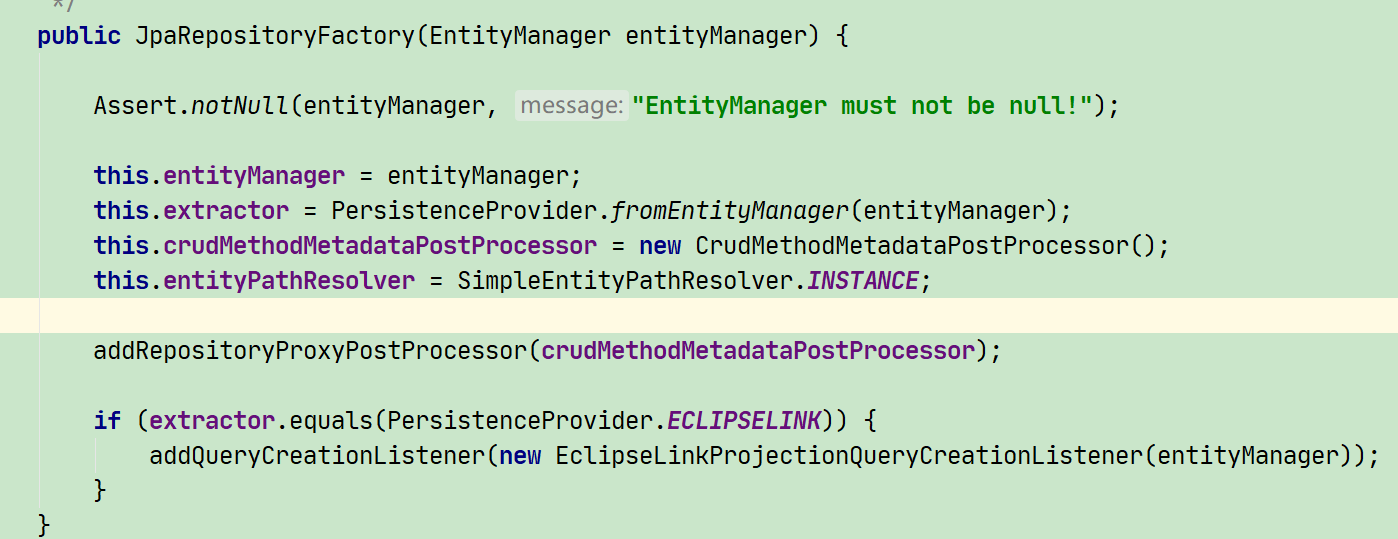 */
public JpaRepositoryFactory(EntityManager entityManager) {
Assert.notNull(entityManager, message: "EntityManager must not be null!");
this.entityManager = entityManager;
this.extractor = PersistenceProvider.fromEntityManager(entityManager);
this.crudMethodMetadataPostProcessor = new CrudMethodMetadataPostProcessor();
this.entityPathResolver = SimpleEntityPathResolver.INSTANCE;
addRepositoryProxyPostProcessor(crudMethodMetadataPostProcessor);
if (extractor.equals(PersistenceProvider.ECLIPSELINK)) {
addQueryCreationListener(new EclipseLinkProjectionQueryCreationListener(entityManager));
}
}